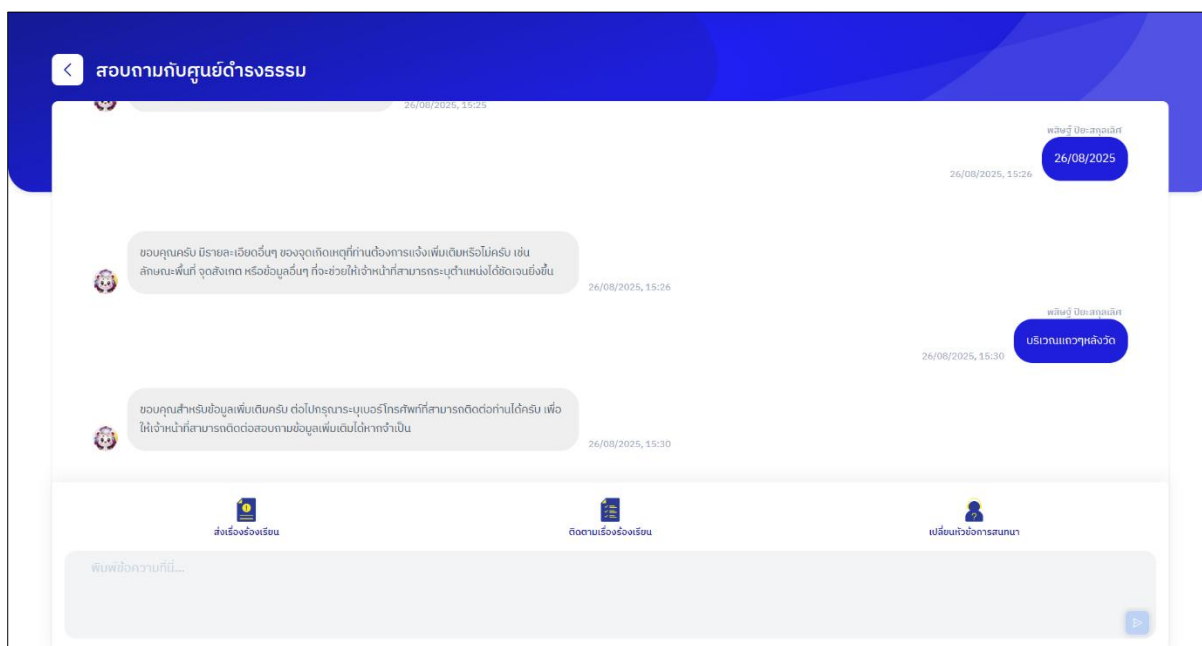 สอบถามกับศูนย์ดำรงธรรม
26/08/2025, 15:25
พสิษฐ์ ปิยะสกุลเลิศ
26/08/2025
26/08/2025, 15:26
ขอบคุณครับ มีรายละเอียดอื่นๆ ของจุดเกิดเหตุที่ท่านต้องการแจ้งเพิ่มเติมหรือไม่ครับ เช่น
ลักษณะพื้นที่ จุดสังเกต หรือข้อมูลอื่นๆ ที่จะช่วยให้เจ้าหน้าที่สามารถระบุตำแหน่งได้ชัดเจนยิ่งขึ้น
26/08/2025, 15:26
พสิษฐ์ ปิยะสกุลเลิศ
บริเวณแถวๆหลังวัด
26/08/2025, 15:30
ขอบคุณสำหรับข้อมูลเพิ่มเติมครับ ต่อไปกรุณาระบุเบอร์โทรศัพท์ที่สามารถติดต่อท่านได้ครับ เพื่อ
ให้เจ้าหน้าที่สามารถติดต่อสอบถามข้อมูลเพิ่มเติมได้หากจำเป็น
26/08/2025, 15:30
ส่งเรื่องร้องเรียน
ติดตามเรื่องร้องเรียน
เปลี่ยนหัวข้อการสนทนา
พิมพ์ข้อความที่นี่...